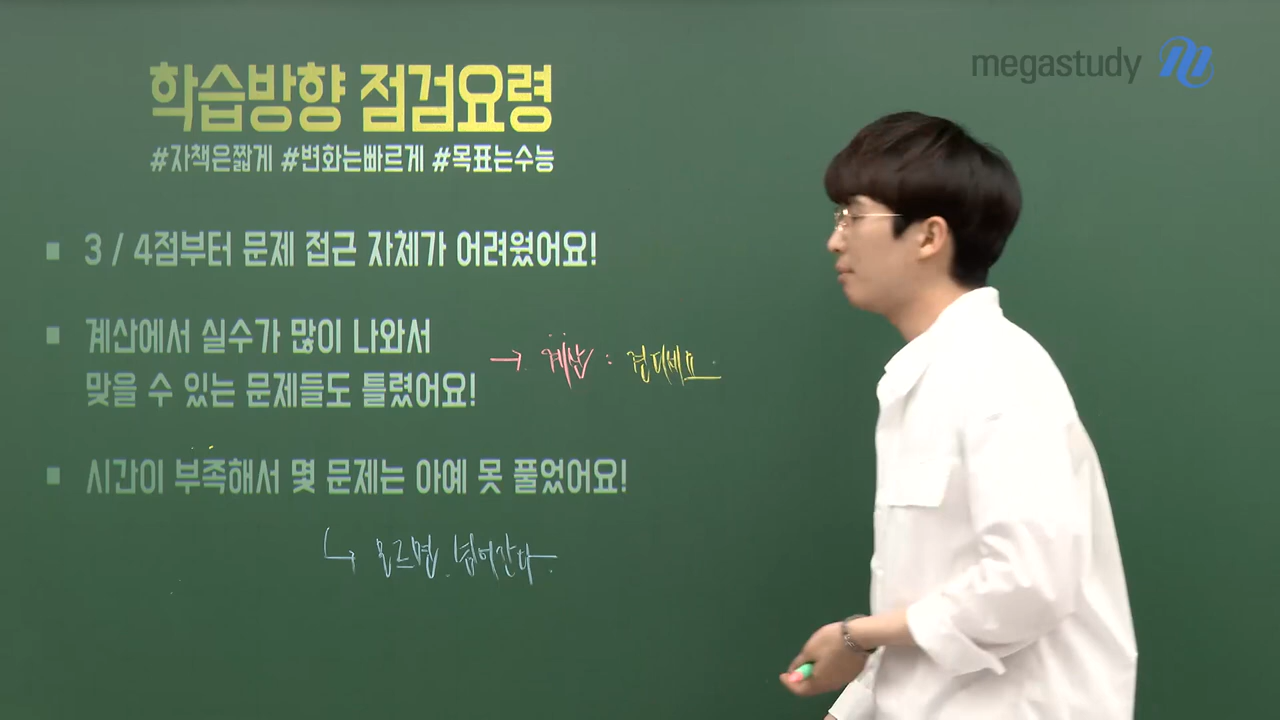 megastudy
학습방향 점검요령
#자책은짧게 #변화는빠르게 #목표는수능
■ 3 / 4점부터 문제 접근 자체가 어려웠어요!
■ 계산에서 실수가 많이 나와서
맞을 수 있는 문제들도 틀렸어요!
→ 계산 : 견디세요
■ 시간이 부족해서 몇 문제는 아예 못 풀었어요!
↳ 모르면 넘어간다.